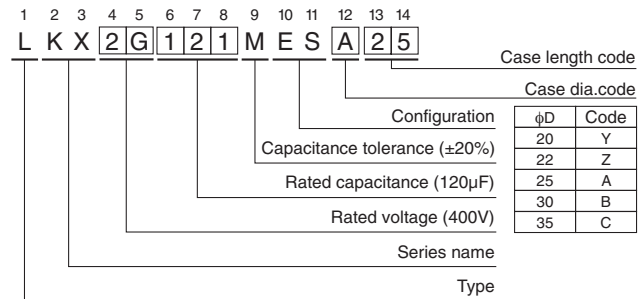 1 2 3 4 5 6 7 8 9 10 11 12 13 14
L K X 2 G 1 2 1 M E S A 2 5
Case length code
Case dia.code
Configuration
Capacitance tolerance (±20%)
Rated capacitance (120µF)
Rated voltage (400V)
Series name
Type
ϕD Code
20 Y
22 Z
25 A
30 B
35 C